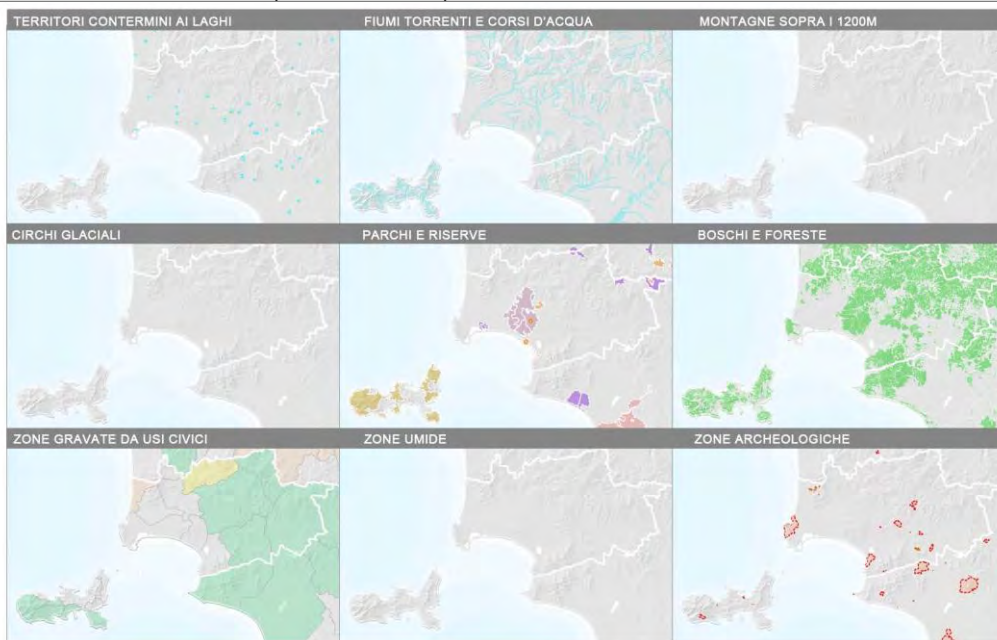 TERRITORI CONTERMINI AI LAGHI
FIUMI TORRENTI E CORSI D'ACQUA
MONTAGNE SOPRA I 1200M
CIRCHI GLACIALI
PARCHI E RISERVE
BOSCHI E FORESTE
ZONE GRAVATE DA USI CIVICI
ZONE UMIDE
ZONE ARCHEOLOGICHE